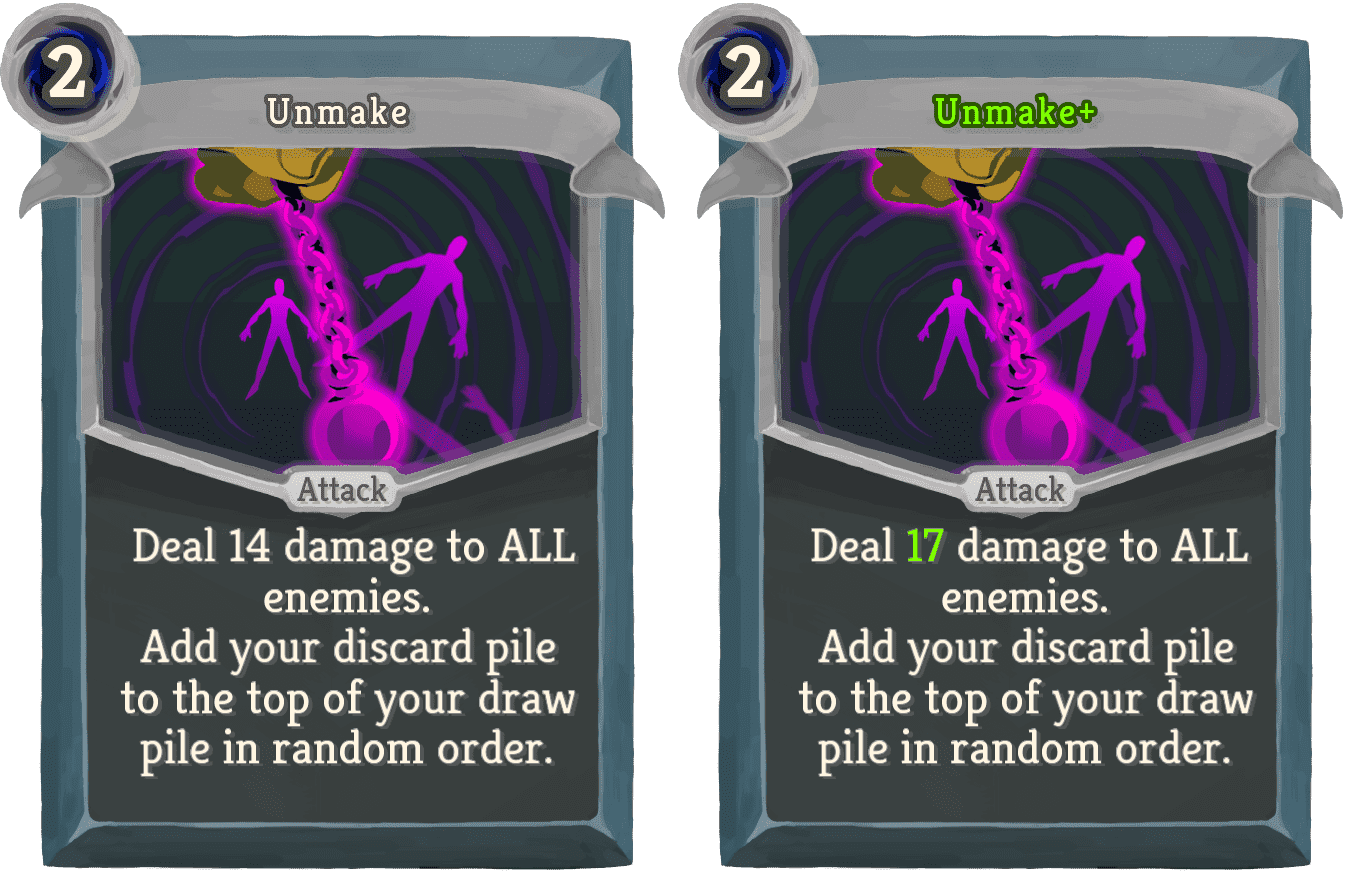 2
Unmake
Attack
Deal 14 damage to ALL
enemies.
Add your discard pile
to the top of your draw
pile in random order.
2
Unmake+
Attack
Deal 17 damage to ALL
enemies.
Add your discard pile
to the top of your draw
pile in random order.